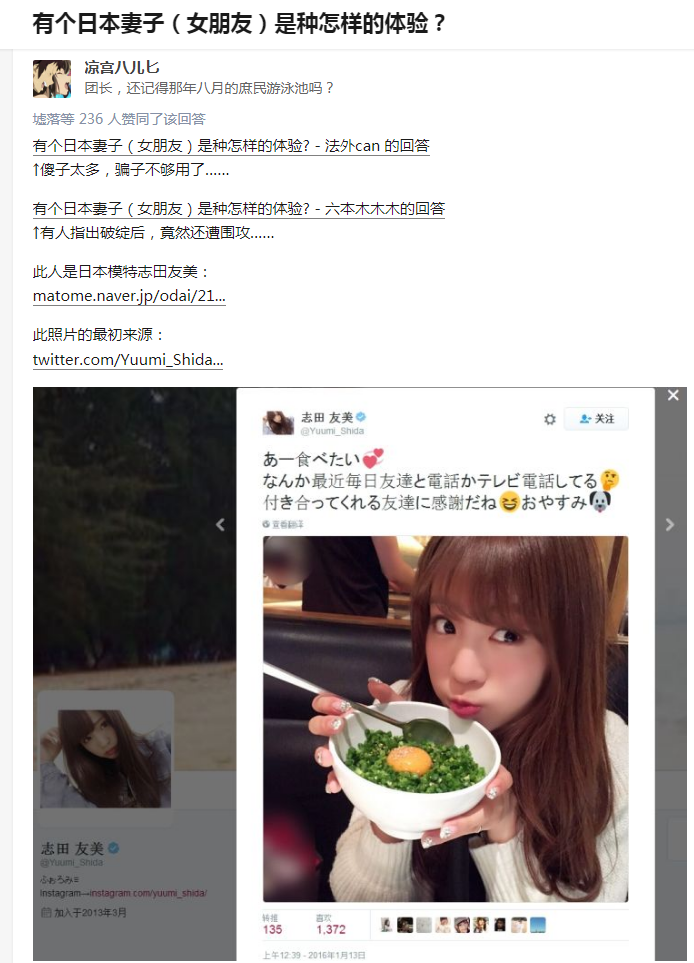 有个日本妻子（女朋友）是种怎样的体验？
凉宫八儿匕
团长，还记得那年八月的庶民游泳池吗？
墟落等 236 人赞同了该回答
有个日本妻子（女朋友）是种怎样的体验? - 法外can 的回答
↑傻子太多，骗子不够用了……
有个日本妻子（女朋友）是种怎样的体验? - 六本木木木的回答
↑有人指出破绽后，竟然还遭围攻……
此人是日本模特志田友美：
matome.naver.jp/odai/21...
此照片的最初来源：
twitter.com/Yuumi_Shida...
志田 友美
@Yuumi_Shida
关注
あー食べたい💞
なんか最近毎日友達と電話かテレビ電話してる🤔
付き合ってくれる友達に感謝だね😆おやすみ🐶
查看翻译
志田 友美
@Yuumi_Shida
ふぉろみ=
Instagram→instagram.com/yuumi_shida/
加入于2013年3月
转推
135
喜欢
1,372
上午12:39 - 2016年1月13日